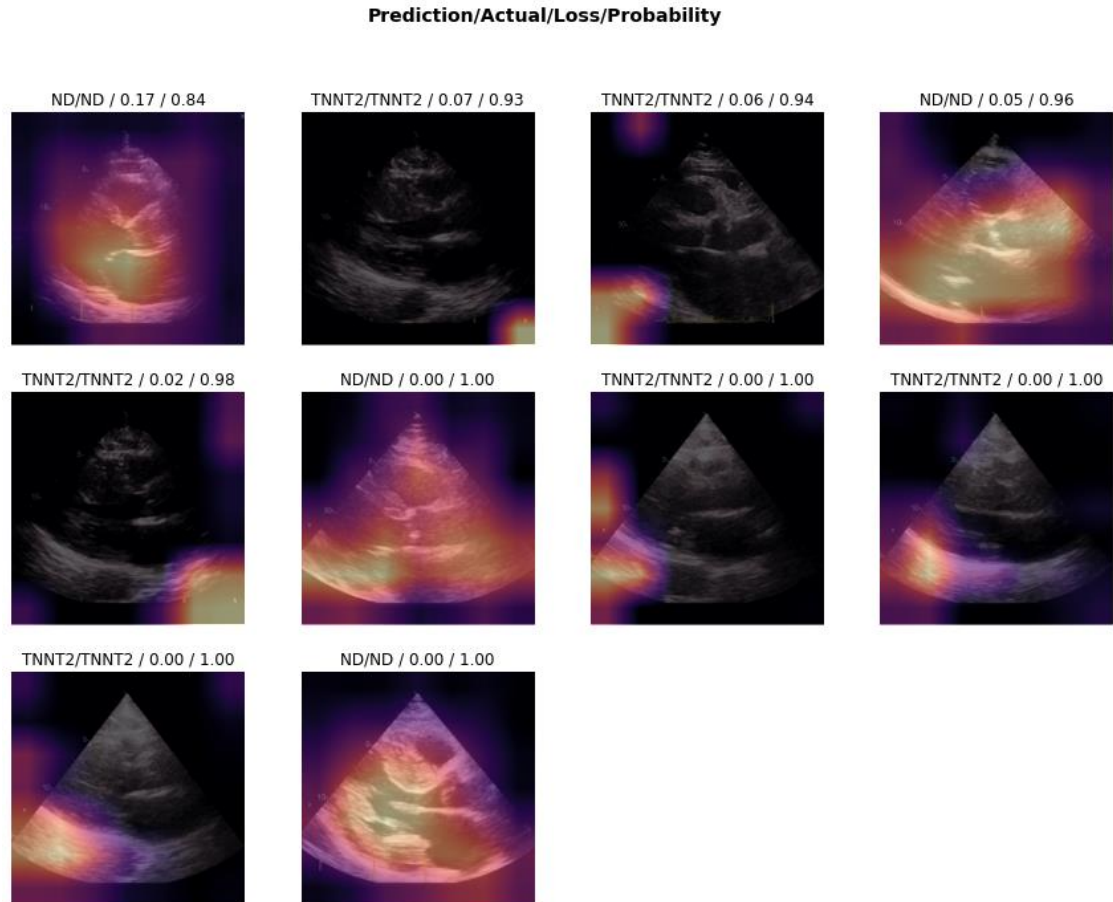 Prediction/Actual/Loss/Probability
ND/ND / 0.17 / 0.84
TNNT2/TNNT2 / 0.07 / 0.93
TNNT2/TNNT2 / 0.06 / 0.94
ND/ND / 0.05 / 0.96
TNNT2/TNNT2 / 0.02 / 0.98
ND/ND / 0.00 / 1.00
TNNT2/TNNT2 / 0.00 / 1.00
TNNT2/TNNT2 / 0.00 / 1.00
TNNT2/TNNT2 / 0.00 / 1.00
ND/ND / 0.00 / 1.00